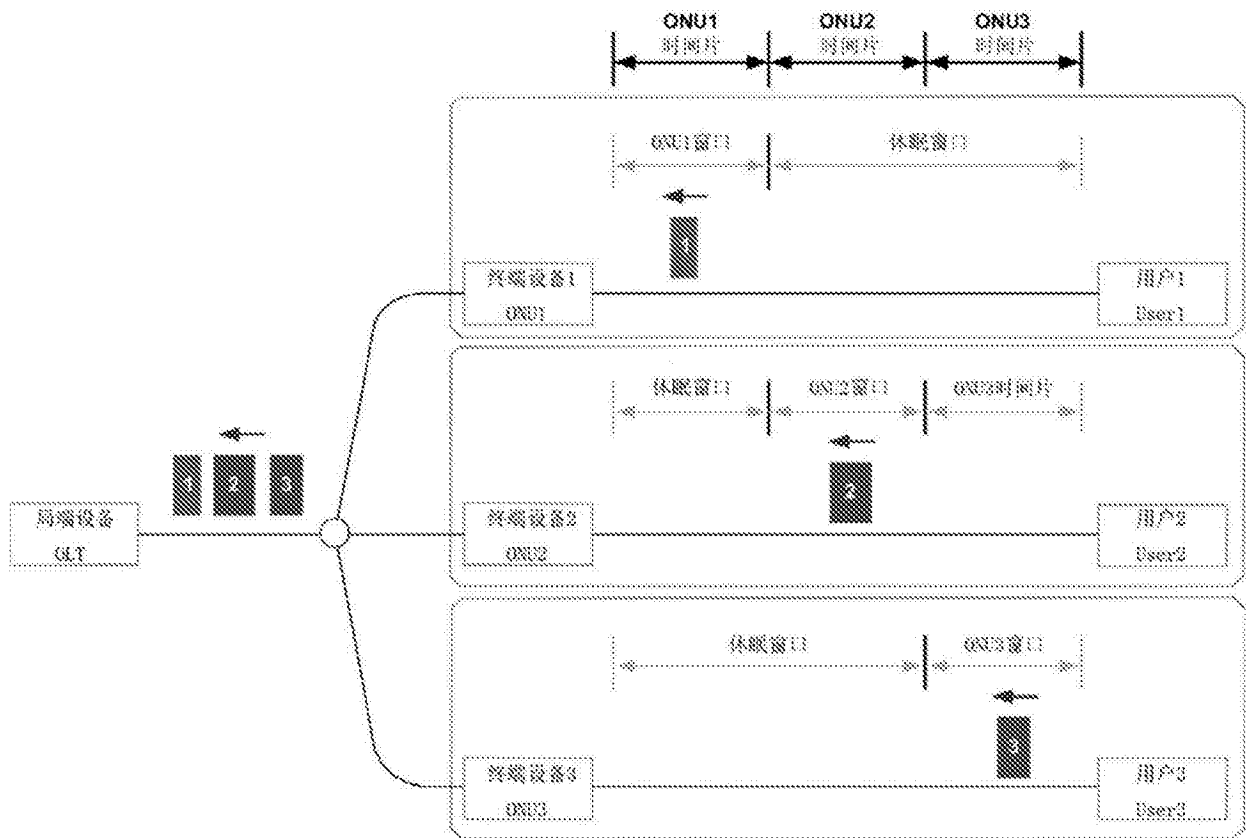 ONU1
时间片
ONU2
时间片
ONU3
时间片
ONU1窗口
休眠窗口
1
终端设备1
ONU1
用户1
User1
休眠窗口
ONU2窗口
ONU3时间片
2
1
2
3
局端设备
OLT
终端设备2
ONU2
用户2
User2
休眠窗口
ONU3窗口
3
终端设备3
ONU3
用户3
User3